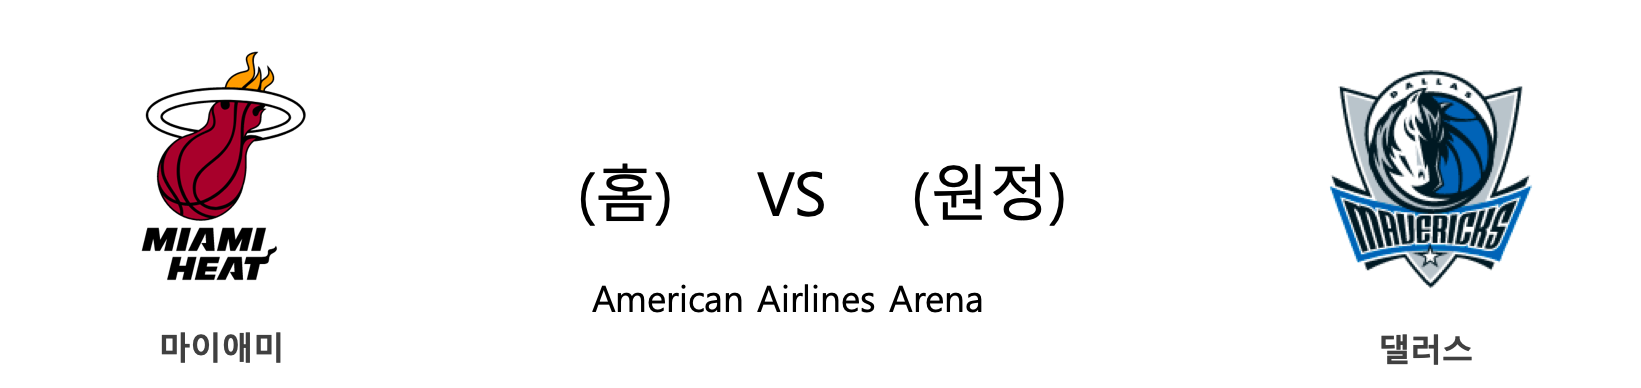 MIAMI
HEAT
마이애미
(홈) VS (원정)
American Airlines Arena
DALLAS
MAVERICKS
댈러스